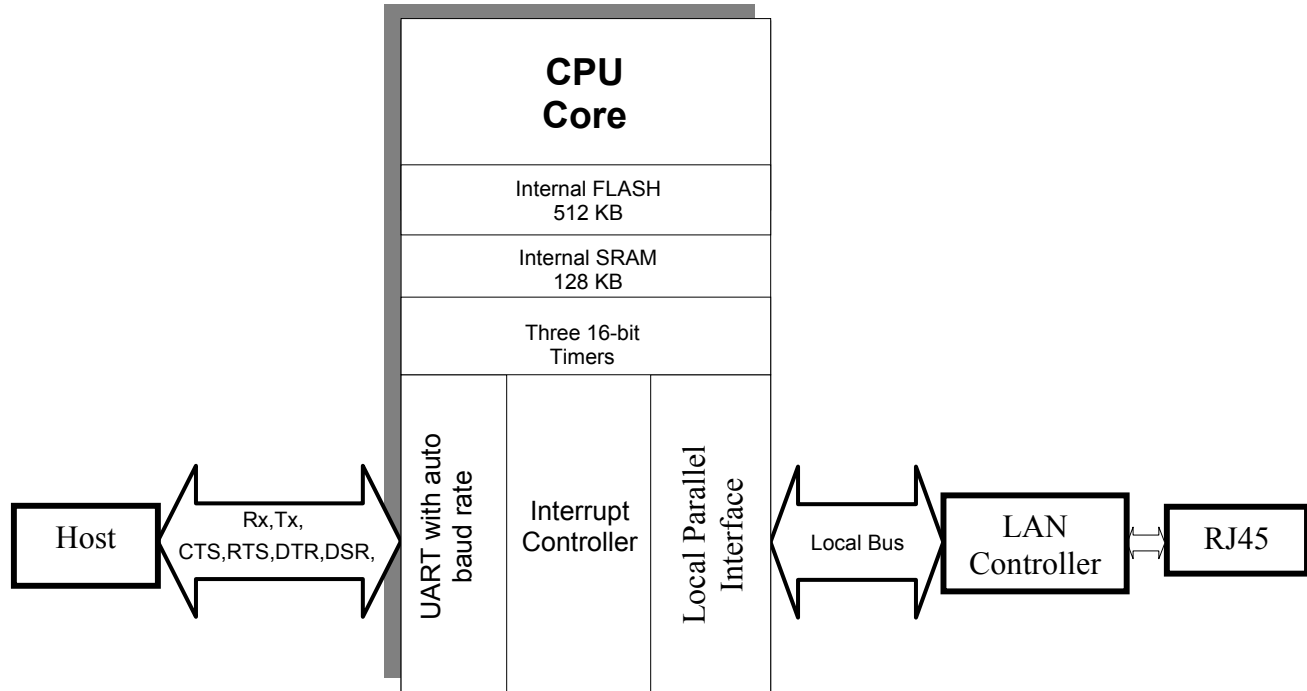 CPU
Core
Internal FLASH
512 KB
Internal SRAM
128 KB
Three 16-bit
Timers
Host
Rx,Tx,
CTS,RTS,DTR,DSR,
UART with auto
baud rate
Interrupt
Controller
Local Parallel
Interface
Local Bus
LAN
Controller
RJ45